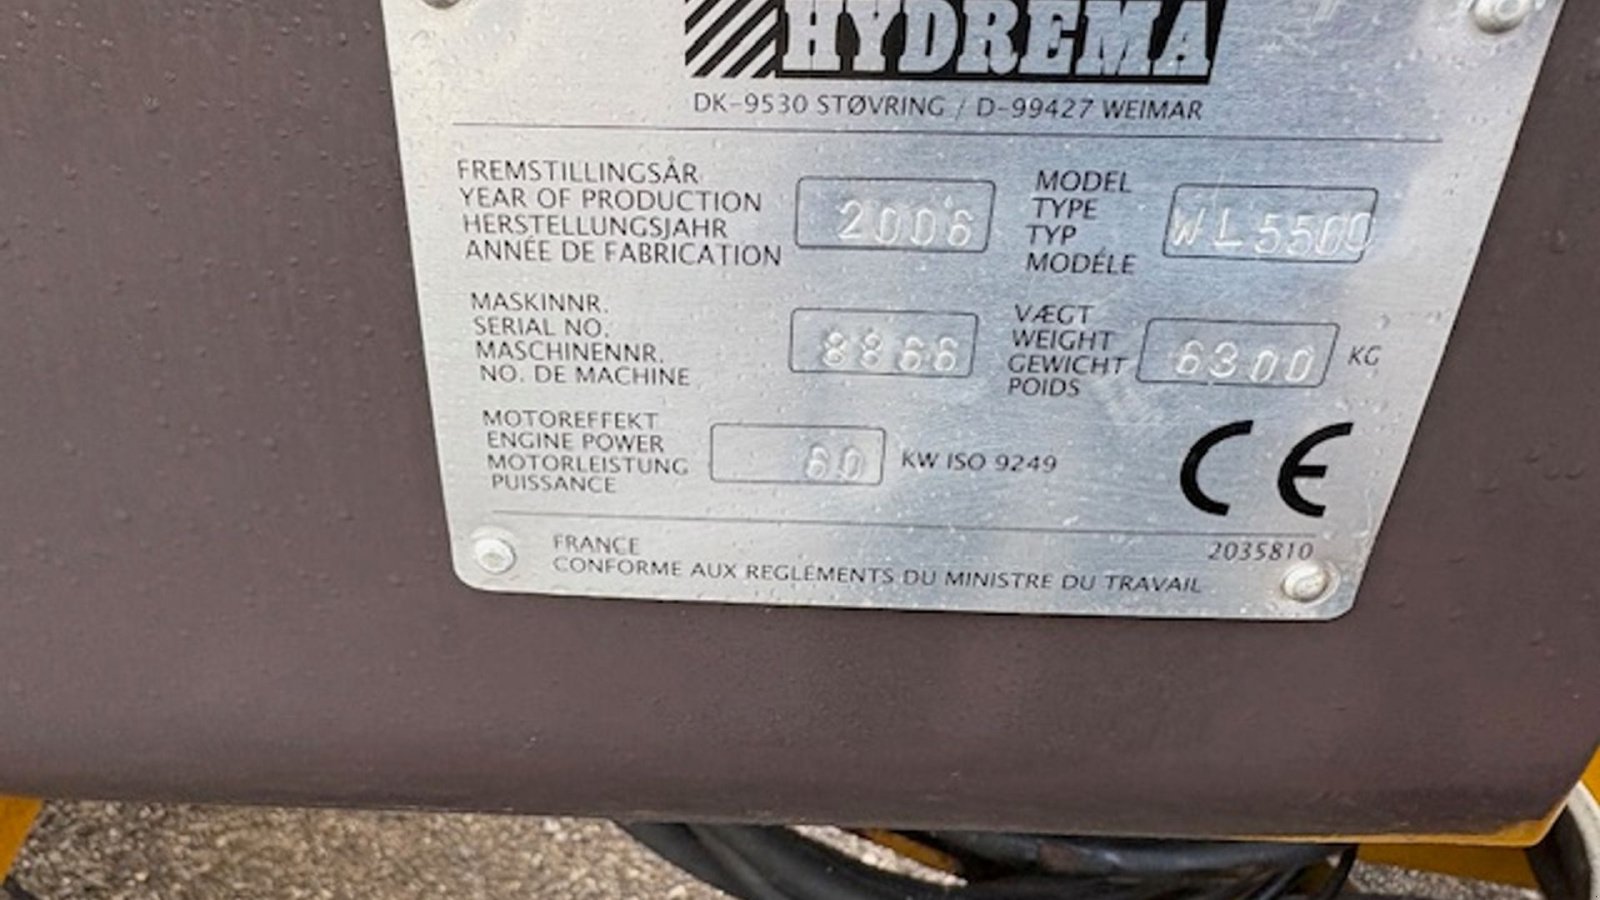 HYDREMA
DK-9530 STØVRING / D-99427 WEIMAR
FREMSTILLINGSÅR
YEAR OF PRODUCTION
HERSTELLUNGSJAHR
ANNÉE DE FABRICATION
2006
MODEL
TYPE
TYP
MODÉLE
WL5500
MASKINNR.
SERIAL NO.
MASCHINENNR.
NO. DE MACHINE
8866
VÆGT
WEIGHT
GEWICHT
POIDS
6300 KG
MOTOREFFEKT
ENGINE POWER
MOTORLEISTUNG
PUISSANCE
60 KW ISO 9249
CE
FRANCE
CONFORME AUX REGLEMENTS DU MINISTRE DU TRAVAIL
2035810